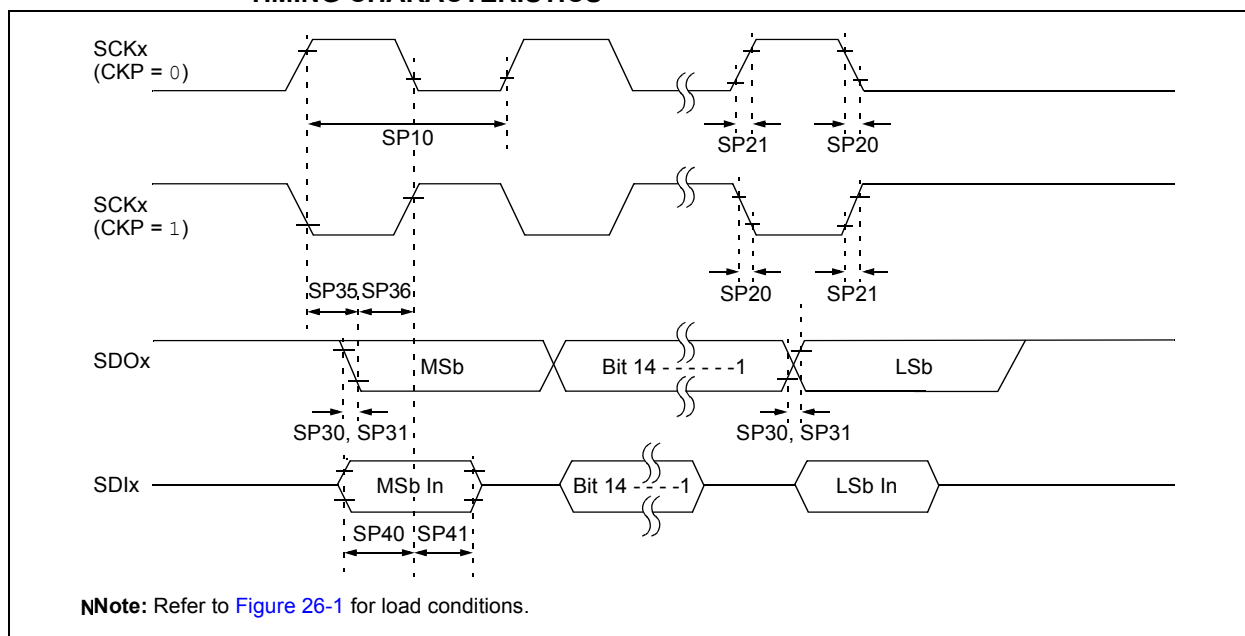 TIMING CHARACTERISTICS
SCKx
(CKP = 0)
SP10
SP21
SP20
SCKx
(CKP = 1)
SP35
SP36
SP20
SP21
SDOx
MSb
Bit 14 - - - - - -1
LSb
SP30, SP31
SP30, SP31
SDIx
MSb In
Bit 14 - - - -1
LSb In
SP40
SP41
NNote: Refer to Figure 26-1 for load conditions.